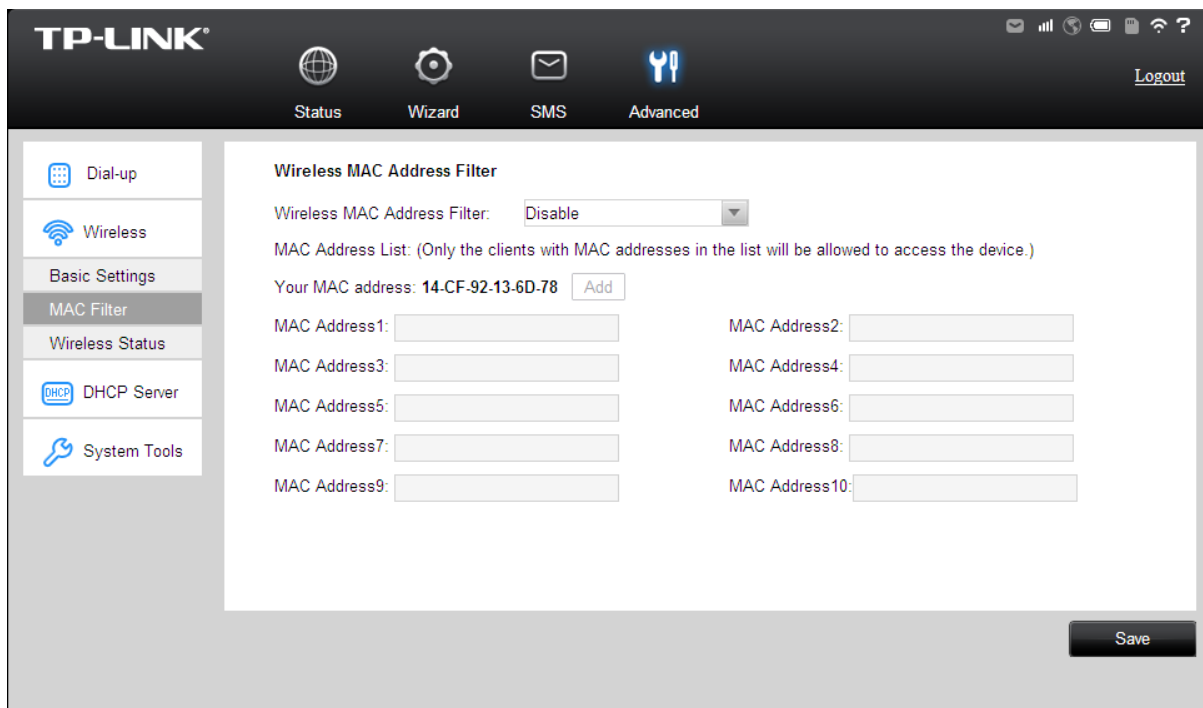 TP-LINK®
?
Logout
Status Wizard SMS Advanced
Dial-up
Wireless
Basic Settings
MAC Filter
Wireless Status
DHCP DHCP Server
System Tools
Wireless MAC Address Filter
Wireless MAC Address Filter: Disable
MAC Address List: (Only the clients with MAC addresses in the list will be allowed to access the device.)
Your MAC address: 14-CF-92-13-6D-78 Add
MAC Address1: MAC Address2:
MAC Address3: MAC Address4:
MAC Address5: MAC Address6:
MAC Address7: MAC Address8:
MAC Address9: MAC Address10:
Save